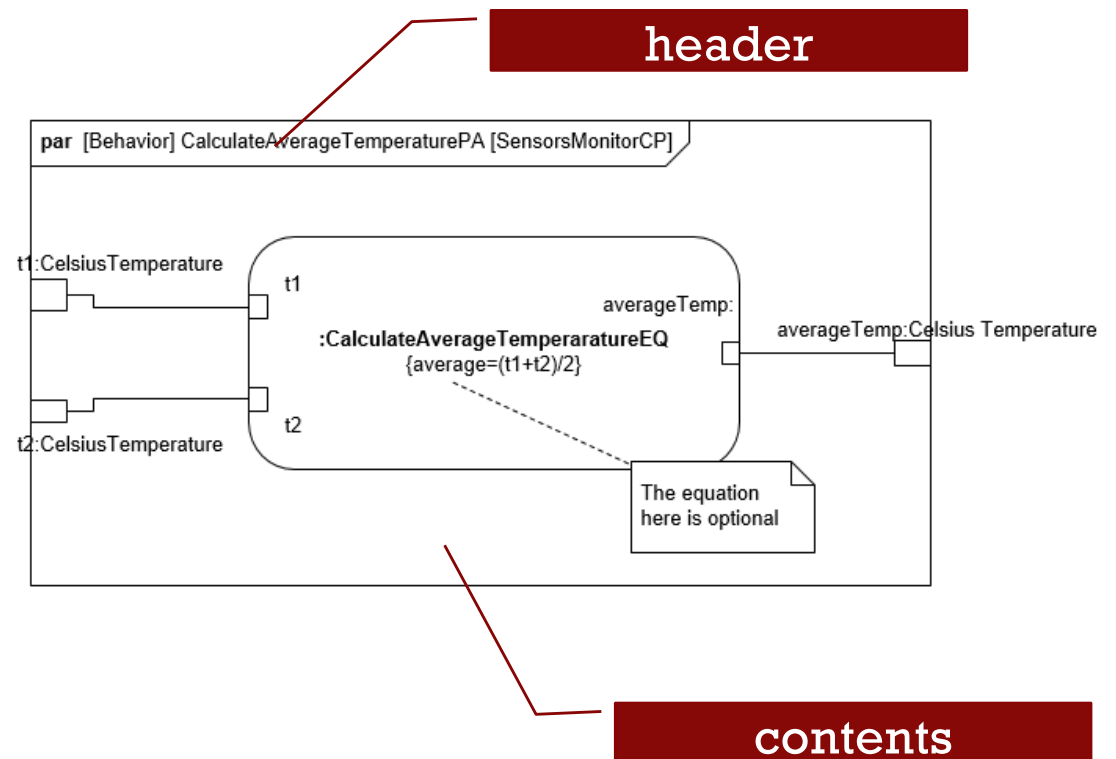 header
par [Behavior] CalculateAverageTemperaturePA [SensorsMonitorCP]
t1:CelsiusTemperature
t1
averageTemp:
averageTemp:Celsius Temperature
:CalculateAverageTemperaratureEQ
{average=(t1+t2)/2}
t2
t2:CelsiusTemperature
The equation
here is optional
contents